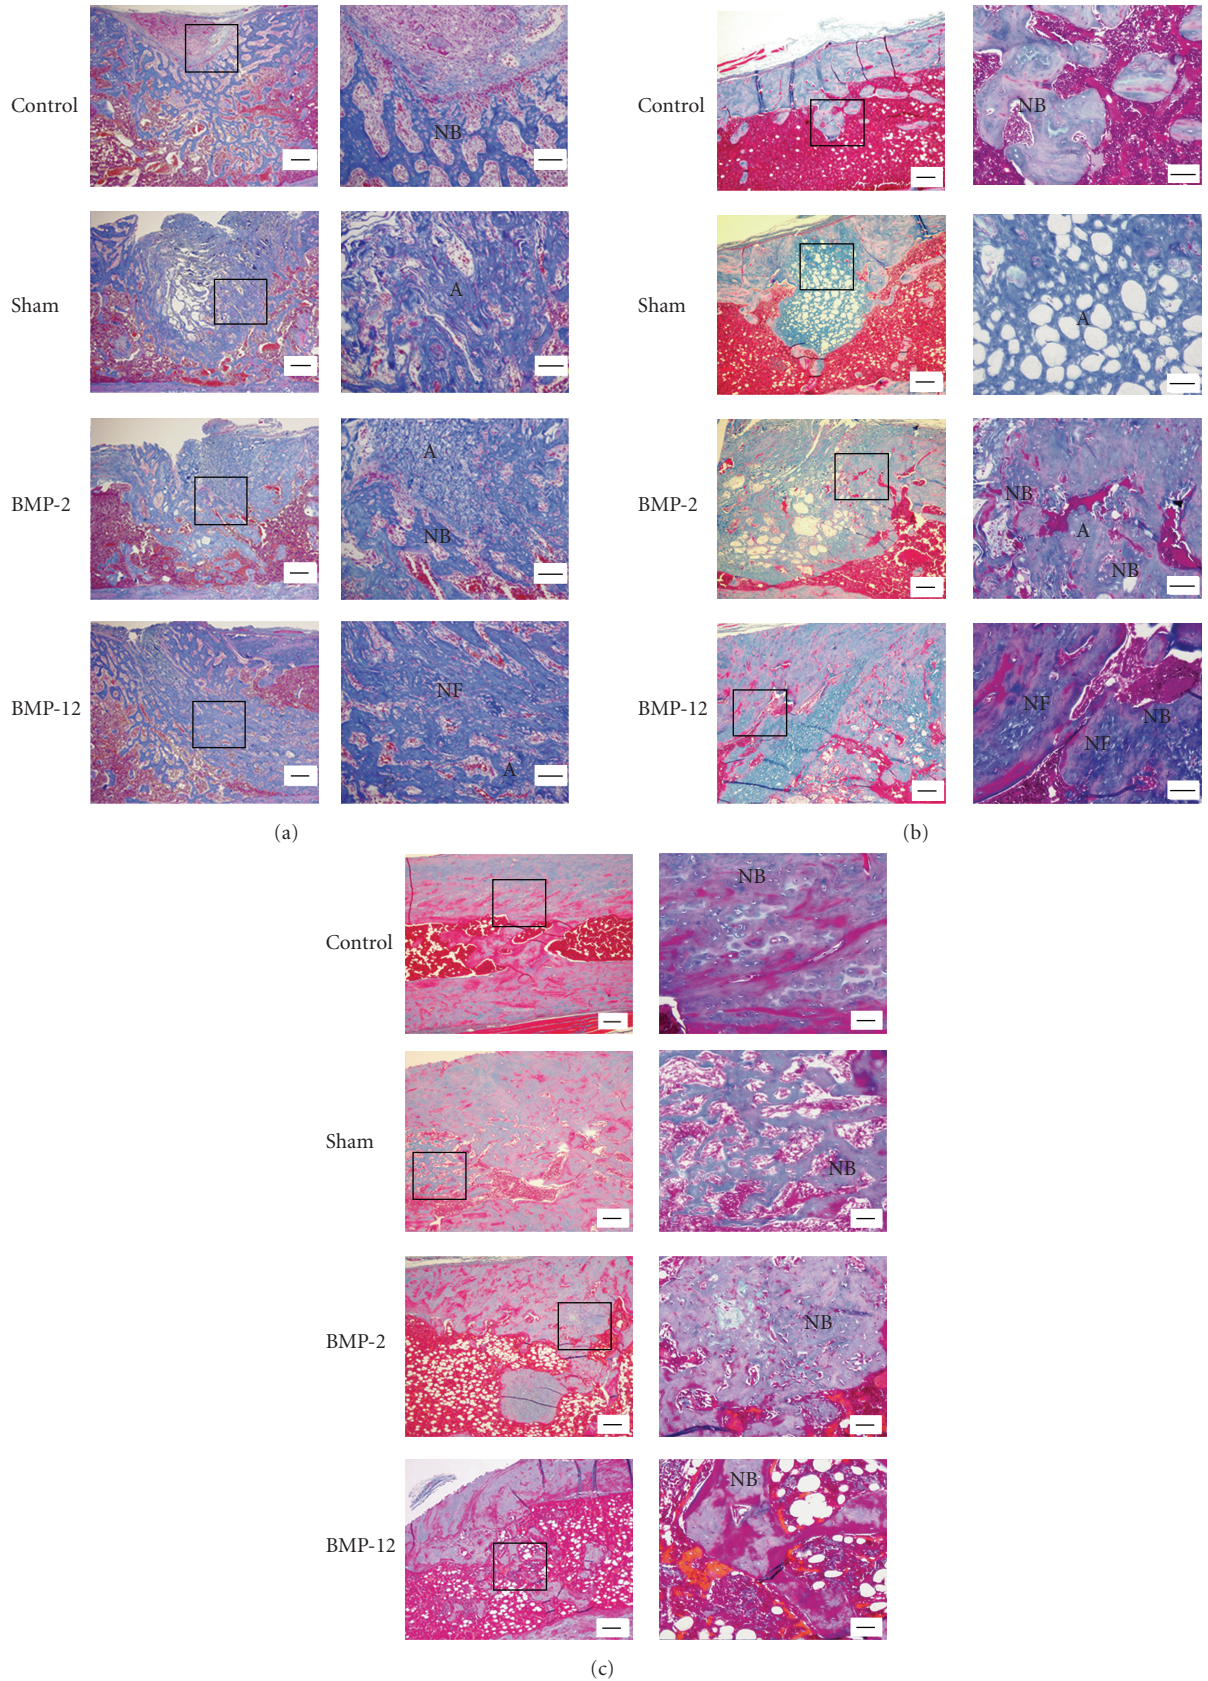 Control
NB
Sham
A
BMP-2
A
NB
BMP-12
NF
A
(a)
Control
NB
Sham
A
BMP-2
NB
A
NB
BMP-12
NF
NB
NF
(b)
Control
NB
Sham
NB
BMP-2
NB
BMP-12
NB
(c)